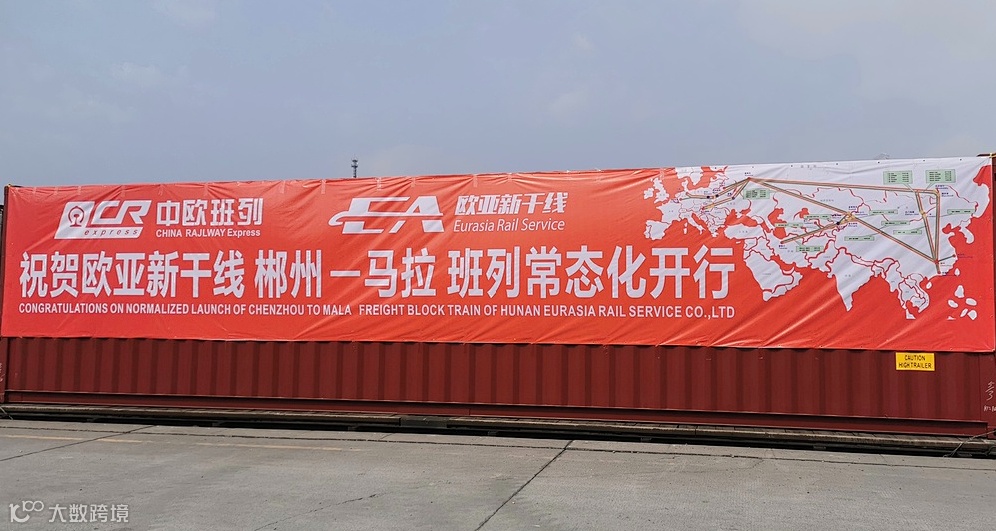 CR
express
中欧班列
CHINA RAJLWAY Express
EA
欧亚新干线
Eurasia Rail Service
祝贺欧亚新干线 郴州 — 马拉 班列常态化开行
CONGRATULATIONS ON NORMALIZED LAUNCH OF CHENZHOU TO MALA FREIGHT BLOCK TRAIN OF HUNAN EURASIA RAIL SERVICE CO.,LTD
CAUTION
HIGHTRAILER
大数跨境